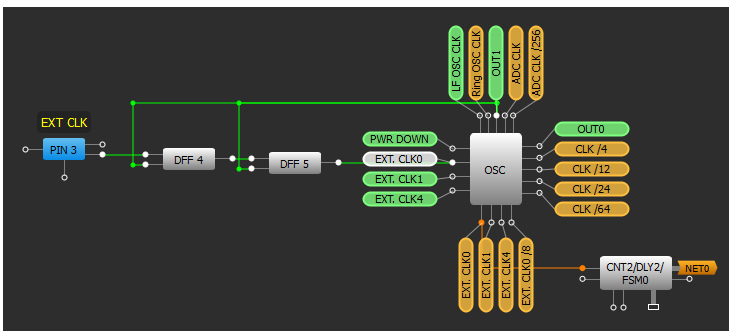 LF OSC CLK
Ring OSC CLK
OUT1
ADC CLK
ADC CLK /256
EXT CLK
PIN 3
DFF 4
DFF 5
PWR DOWN
EXT. CLK0
EXT. CLK1
EXT. CLK4
OSC
OUT0
CLK /4
CLK /12
CLK /24
CLK /64
EXT. CLK0
EXT. CLK1
EXT. CLK4
EXT. CLK0 /8
CNT2/DLY2/
FSM0
NET0